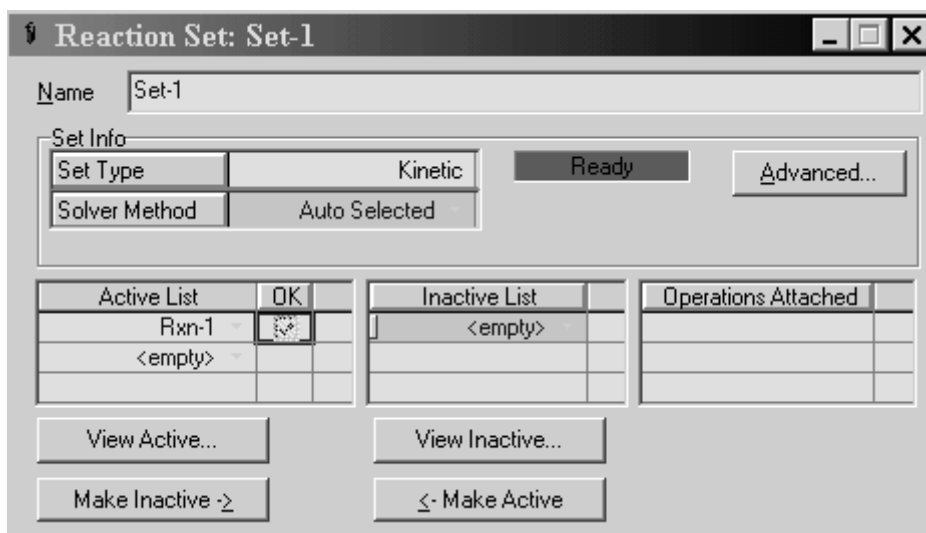 Reaction Set: Set-1
Name Set-1
Set Info
Set Type Kinetic Ready Advanced...
Solver Method Auto Selected
Active List OK Inactive List Operations Attached
Rxn-1 <empty>
<empty>
View Active... View Inactive...
Make Inactive -> <- Make Active